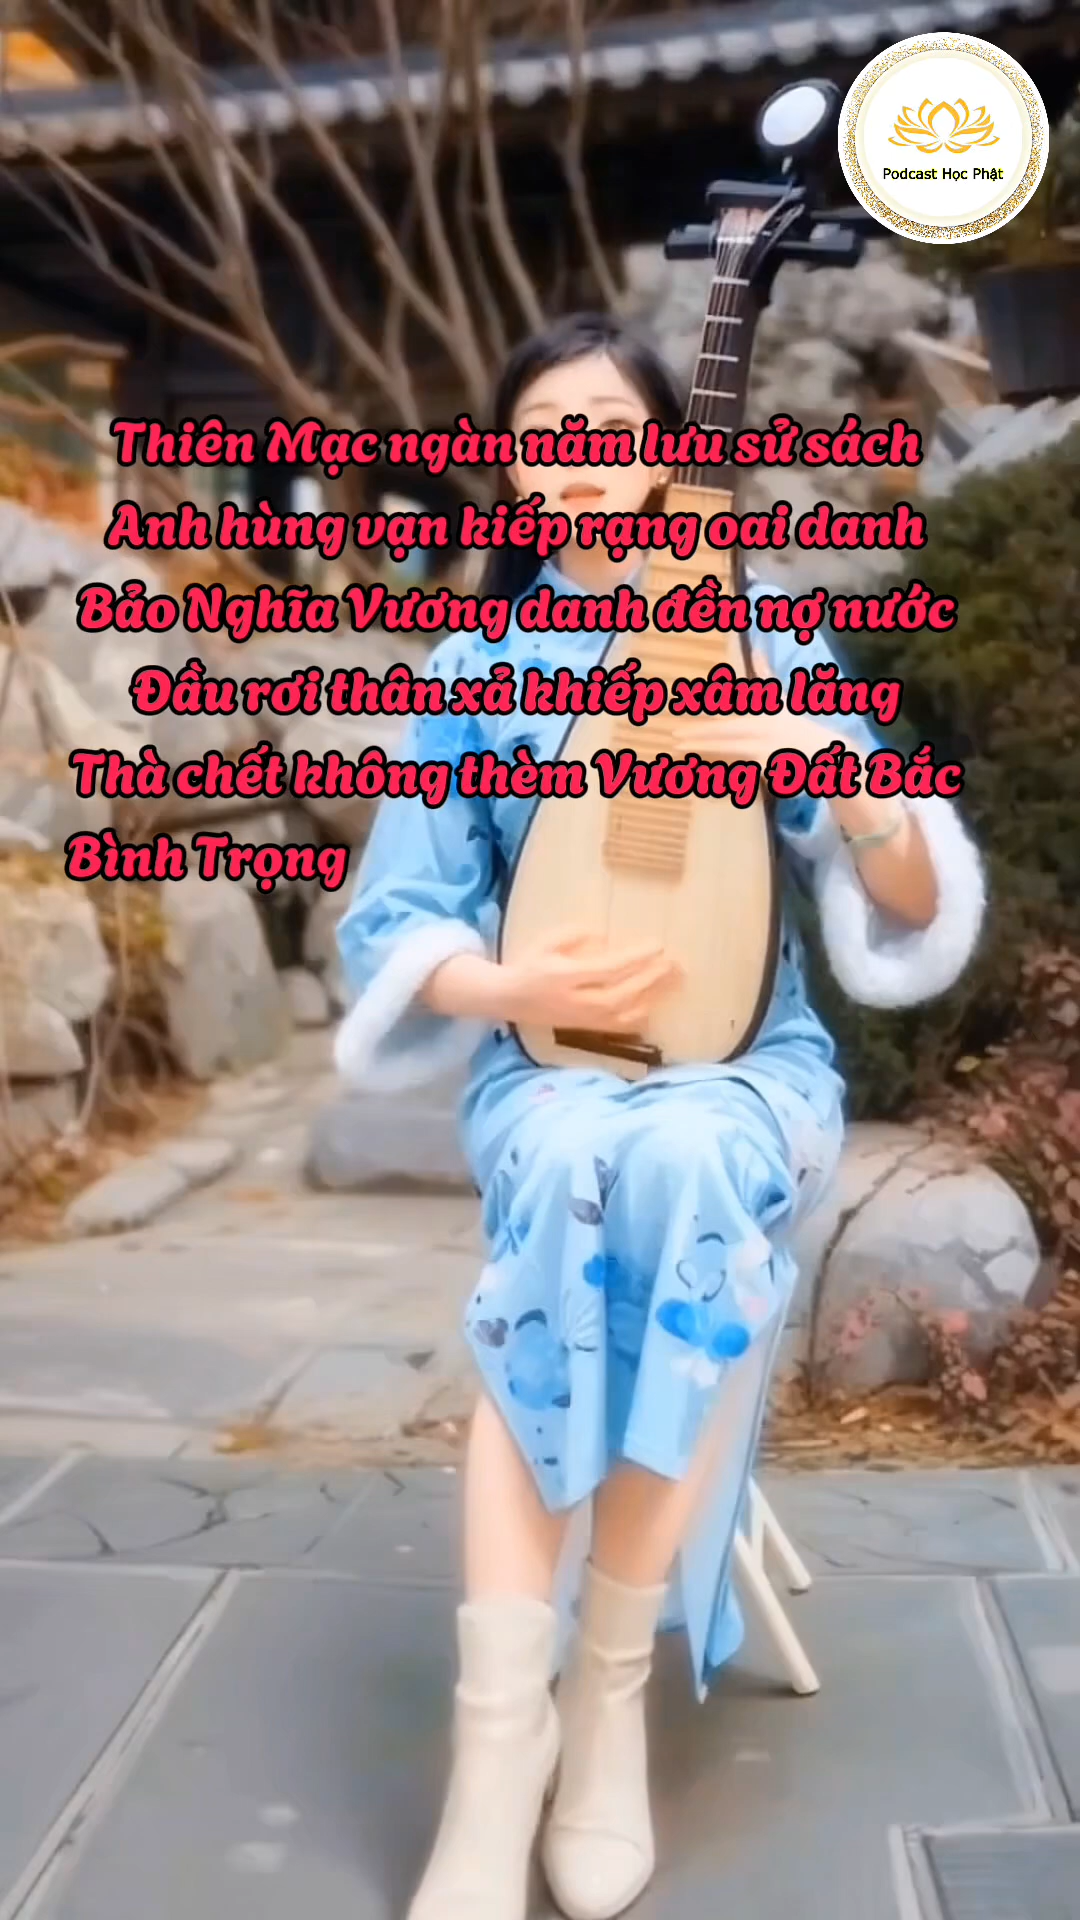 Podcast Học Phật
Thiên Mạc ngàn năm lưu sử sách
Anh hùng vạn kiếp rạng oai danh
Bảo Nghĩa Vương danh đền nợ nước
Đầu rơi thân xả khiếp xâm lăng
Thà chết không thèm Vương Đất Bắc
Bình Trọng